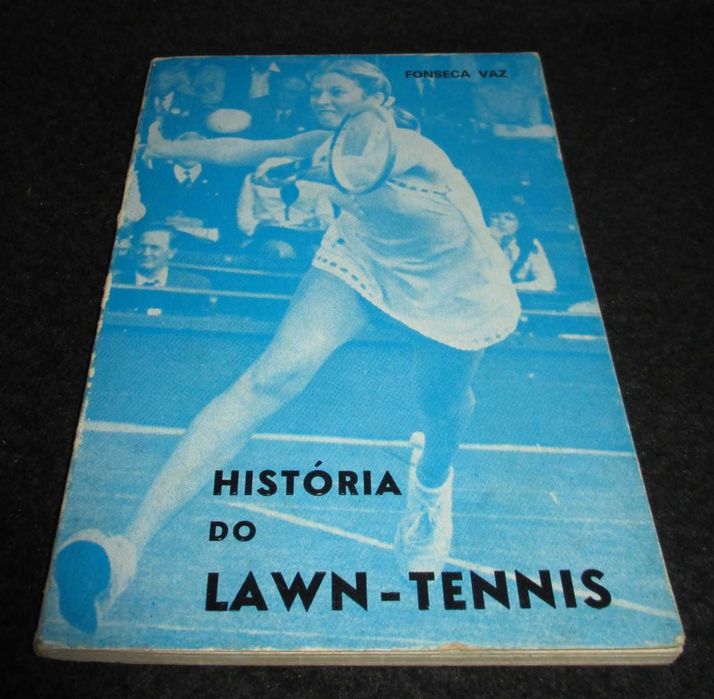 FONSECA VAZ
HISTÓRIA
DO
LAWN-TENNIS